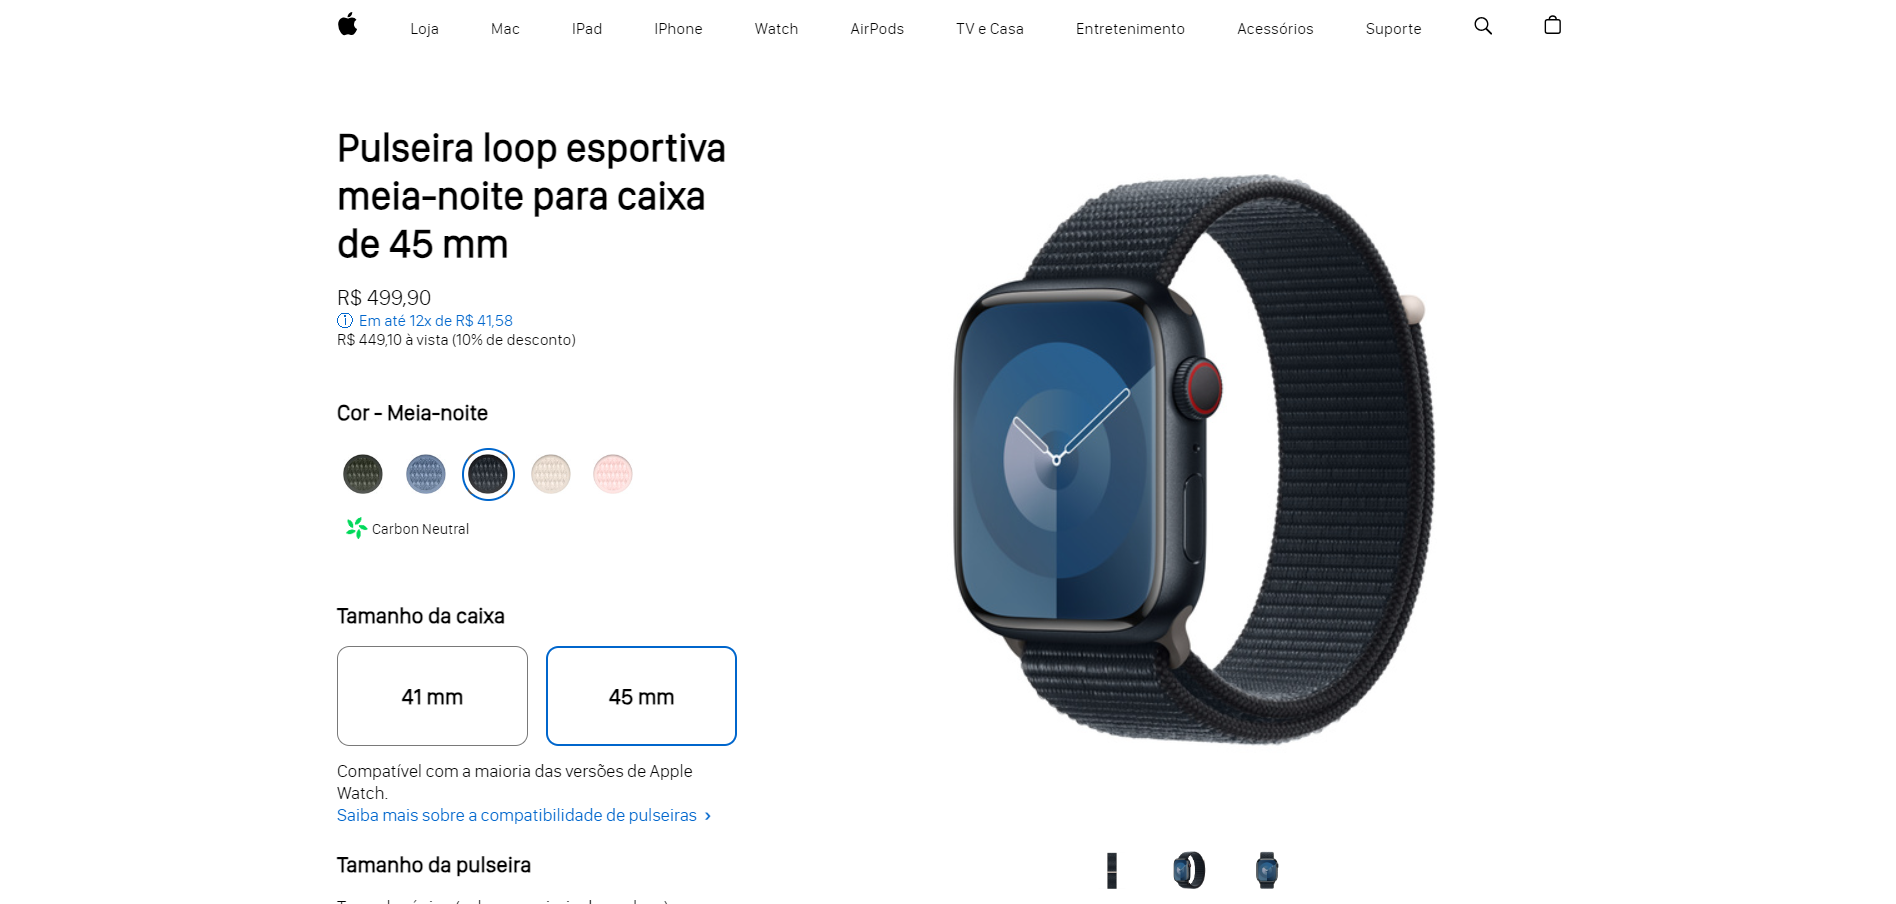 Loja Mac IPad IPhone Watch AirPods TV e Casa Entretenimento Acessórios Suporte
Pulseira loop esportiva
meia-noite para caixa
de 45 mm
R$ 499,90
Em até 12x de R$ 41,58
R$ 449,10 à vista (10% de desconto)
Cor - Meia-noite
Carbon Neutral
Tamanho da caixa
41 mm 45 mm
Compatível com a maioria das versões de Apple
Watch.
Saiba mais sobre a compatibilidade de pulseiras
Tamanho da pulseira